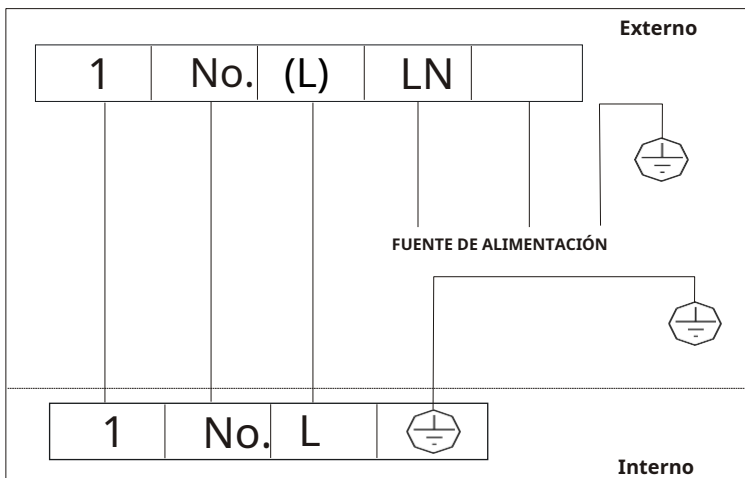 Externo
1 No. (L) LN
FUENTE DE ALIMENTACIÓN
1 No. L
Interno